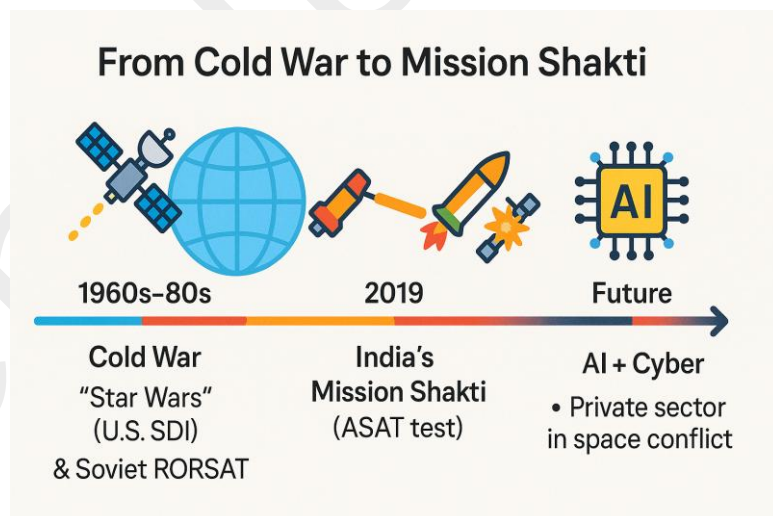 From Cold War to Mission Shakti
AI
1960s–80s
2019
Future
Cold War
"Star Wars"
(U.S. SDI)
& Soviet RORSAT
India's
Mission Shakti
(ASAT test)
AI + Cyber
• Private sector
in space conflict